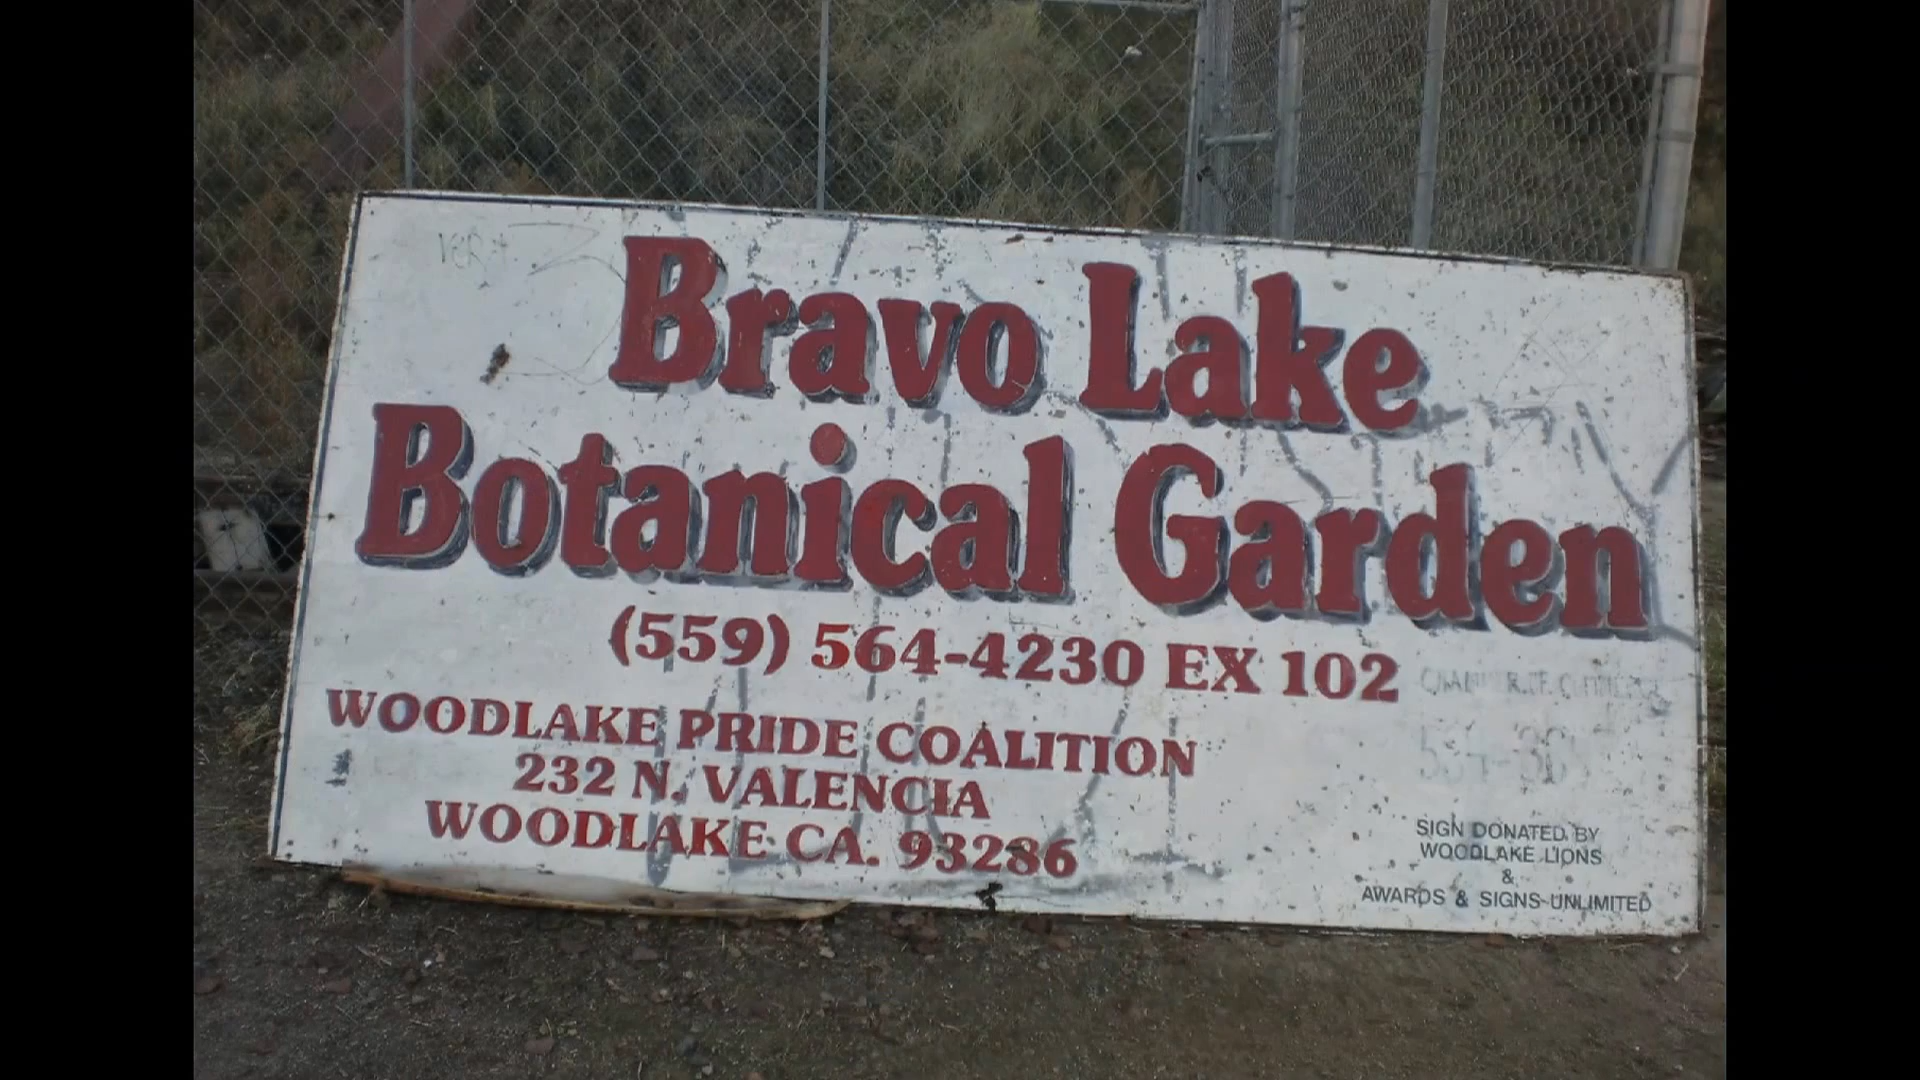 Bravo Lake
Botanical Garden
(559) 564-4230 EX 102
WOODLAKE PRIDE COALITION
232 N. VALENCIA
WOODLAKE CA. 93286
SIGN DONATED BY
WOODLAKE LIONS
&
AWARDS & SIGNS UNLIMITED